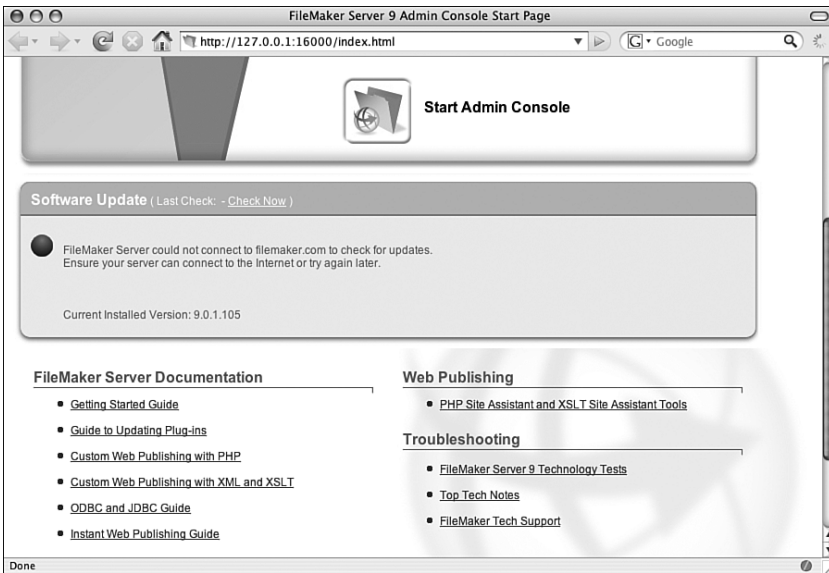 FileMaker Server 9 Admin Console Start Page
http://127.0.0.1:16000/index.html
G
Google
Start Admin Console
Software Update ( Last Check: - Check Now )
FileMaker Server could not connect to filemaker.com to check for updates.
Ensure your server can connect to the Internet or try again later.
Current Installed Version: 9.0.1.105
FileMaker Server Documentation
Getting Started Guide
Guide to Updating Plug-ins
Custom Web Publishing with PHP
Custom Web Publishing with XML and XSLT
ODBC and JDBC Guide
Instant Web Publishing Guide
Web Publishing
PHP Site Assistant and XSLT Site Assistant Tools
Troubleshooting
FileMaker Server 9 Technology Tests
Top Tech Notes
FileMaker Tech Support
Done